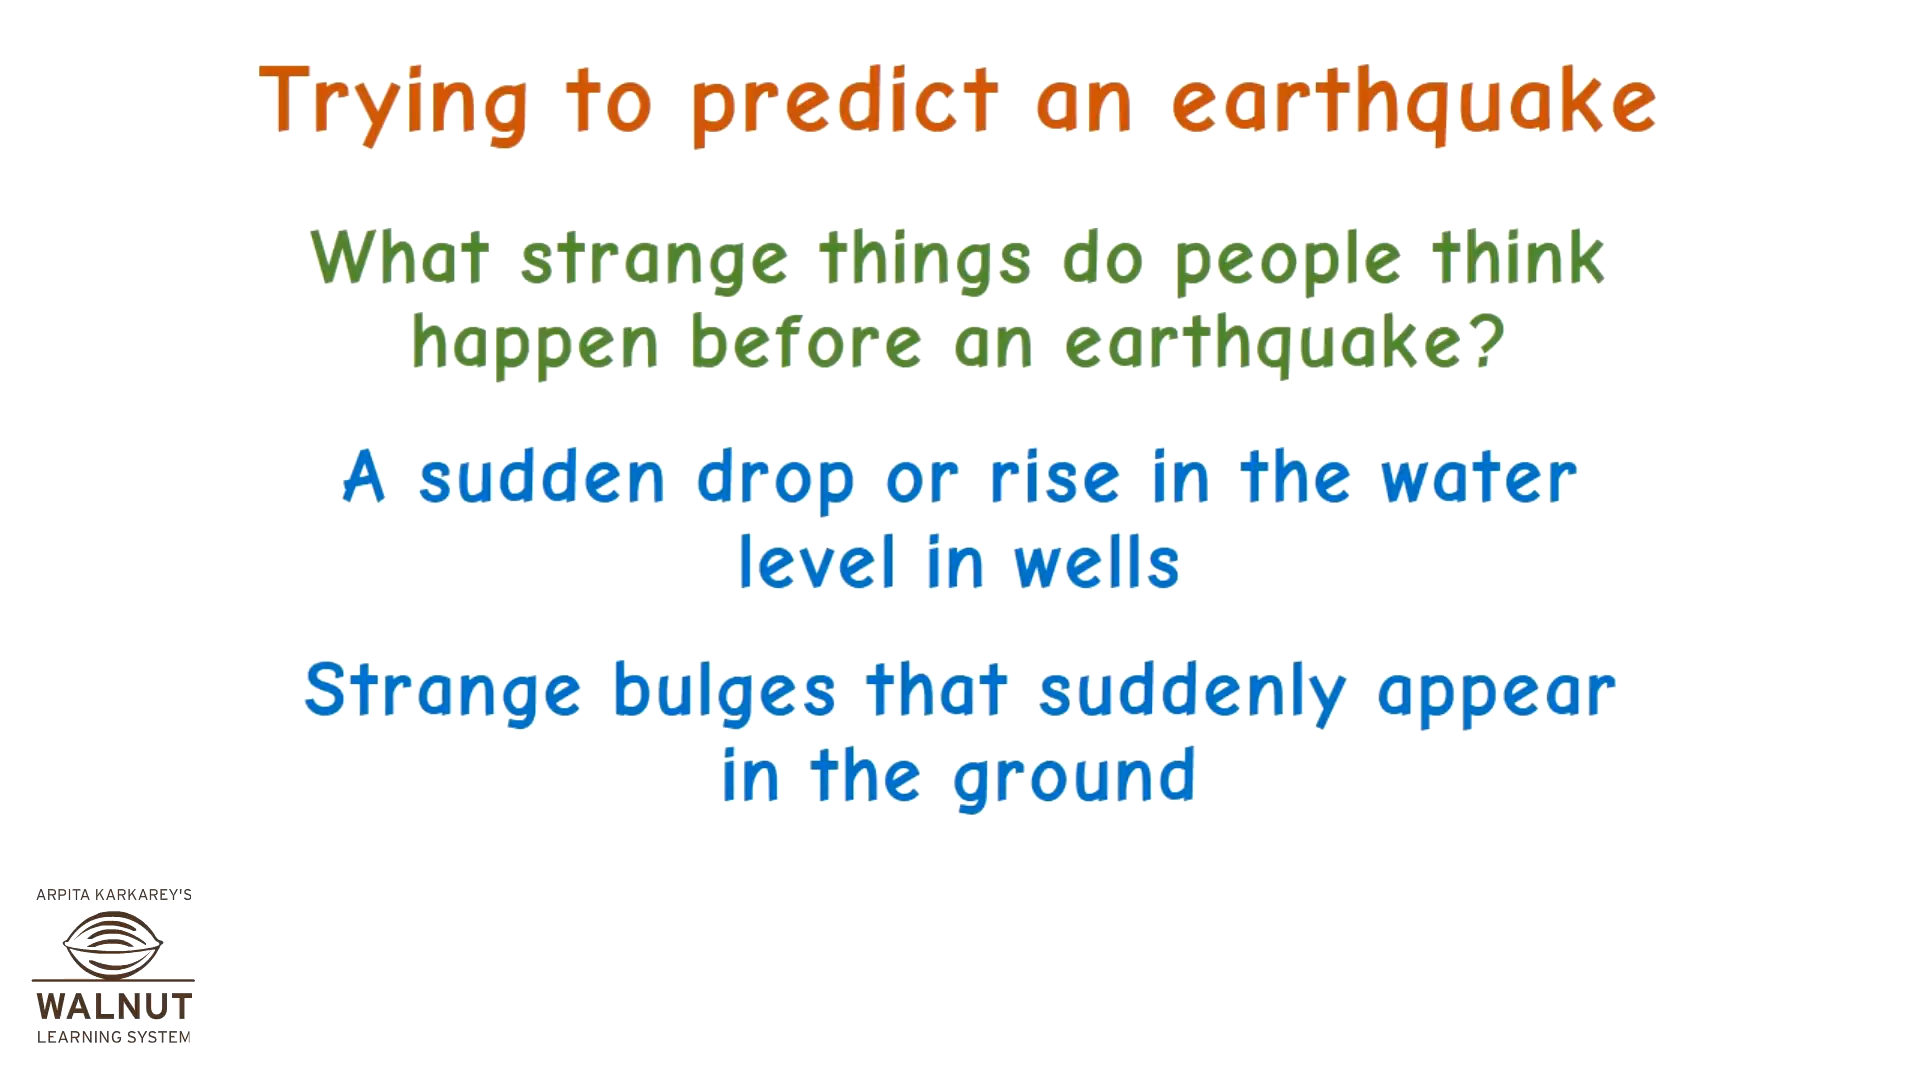 Trying to predict an earthquake
What strange things do people think
happen before an earthquake?
A sudden drop or rise in the water
level in wells
Strange bulges that suddenly appear
in the ground
ARPITA KARKAREY'S
WALNUT
LEARNING SYSTEM